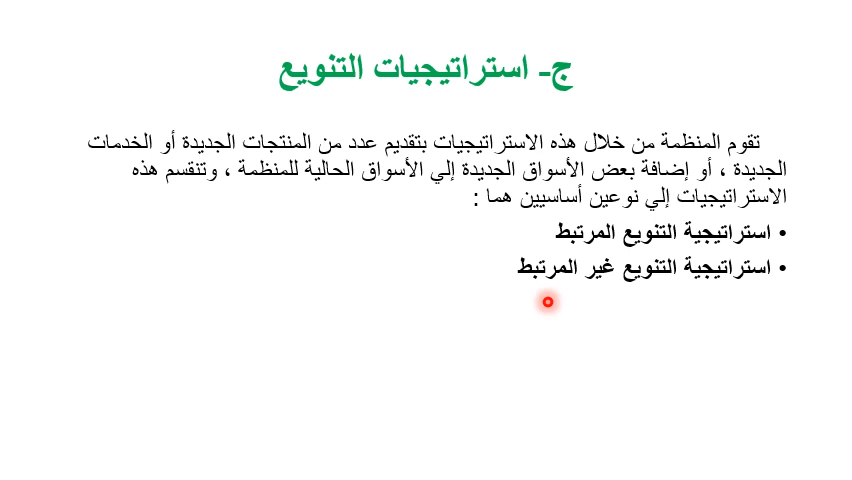 ج- استراتيجيات التنويع
تقوم المنظمة من خلال هذه الاستراتيجيات بتقديم عدد من المنتجات الجديدة أو الخدمات
الجديدة ، أو إضافة بعض الأسواق الجديدة إلي الأسواق الحالية للمنظمة ، وتنقسم هذه
الاستراتيجيات إلي نوعين أساسيين هما :
• استراتيجية التنويع المرتبط
• استراتيجية التنويع غير المرتبط